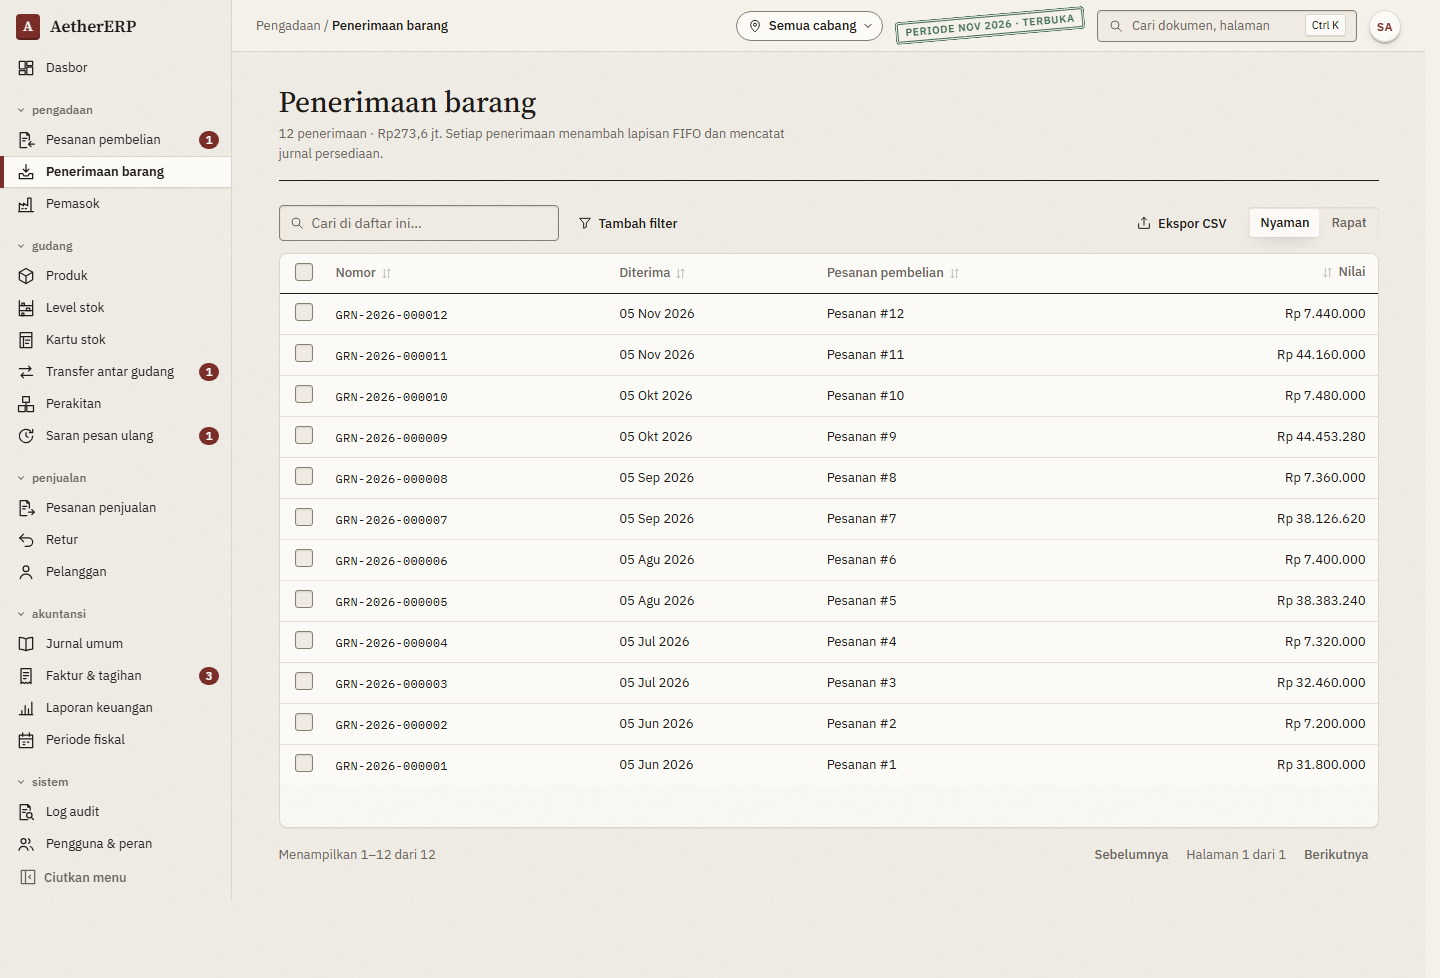 A AetherERP
Dasbor
pengadaan
Pesanan pembelian 1
Penerimaan barang
Pemasok
gudang
Produk
Level stok
Kartu stok
Transfer antar gudang 1
Perakitan
Saran pesan ulang 1
penjualan
Pesanan penjualan
Retur
Pelanggan
akuntansi
Jurnal umum
Faktur & tagihan 3
Laporan keuangan
Periode fiskal
sistem
Log audit
Pengguna & peran
Ciutkan menu
Pengadaan / Penerimaan barang
Semua cabang
PERIODE NOV 2026 · TERBUKA
Cari dokumen, halaman Ctrl K
SA
Penerimaan barang
12 penerimaan · Rp273,6 jt. Setiap penerimaan menambah lapisan FIFO dan mencatat
jurnal persediaan.
Cari di daftar ini...
Tambah filter
Ekspor CSV
Nyaman Rapat
Nomor Diterima Pesanan pembelian Nilai
GRN-2026-000012 05 Nov 2026 Pesanan #12 Rp 7.440.000
GRN-2026-000011 05 Nov 2026 Pesanan #11 Rp 44.160.000
GRN-2026-000010 05 Okt 2026 Pesanan #10 Rp 7.480.000
GRN-2026-000009 05 Okt 2026 Pesanan #9 Rp 44.453.280
GRN-2026-000008 05 Sep 2026 Pesanan #8 Rp 7.360.000
GRN-2026-000007 05 Sep 2026 Pesanan #7 Rp 38.126.620
GRN-2026-000006 05 Agu 2026 Pesanan #6 Rp 7.400.000
GRN-2026-000005 05 Agu 2026 Pesanan #5 Rp 38.383.240
GRN-2026-000004 05 Jul 2026 Pesanan #4 Rp 7.320.000
GRN-2026-000003 05 Jul 2026 Pesanan #3 Rp 32.460.000
GRN-2026-000002 05 Jun 2026 Pesanan #2 Rp 7.200.000
GRN-2026-000001 05 Jun 2026 Pesanan #1 Rp 31.800.000
Menampilkan 1–12 dari 12
Sebelumnya Halaman 1 dari 1 Berikutnya